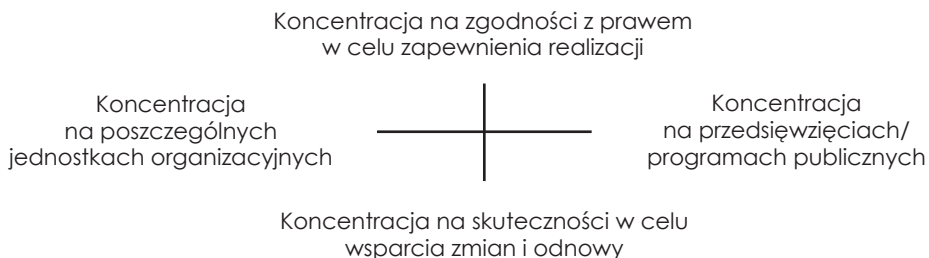 Koncentracja na zgodności z prawem
w celu zapewnienia realizacji
Koncentracja
na poszczególnych
jednostkach organizacyjnych
Koncentracja
na przedsięwzięciach/
programach publicznych
Koncentracja na skuteczności w celu
wsparcia zmian i odnowy